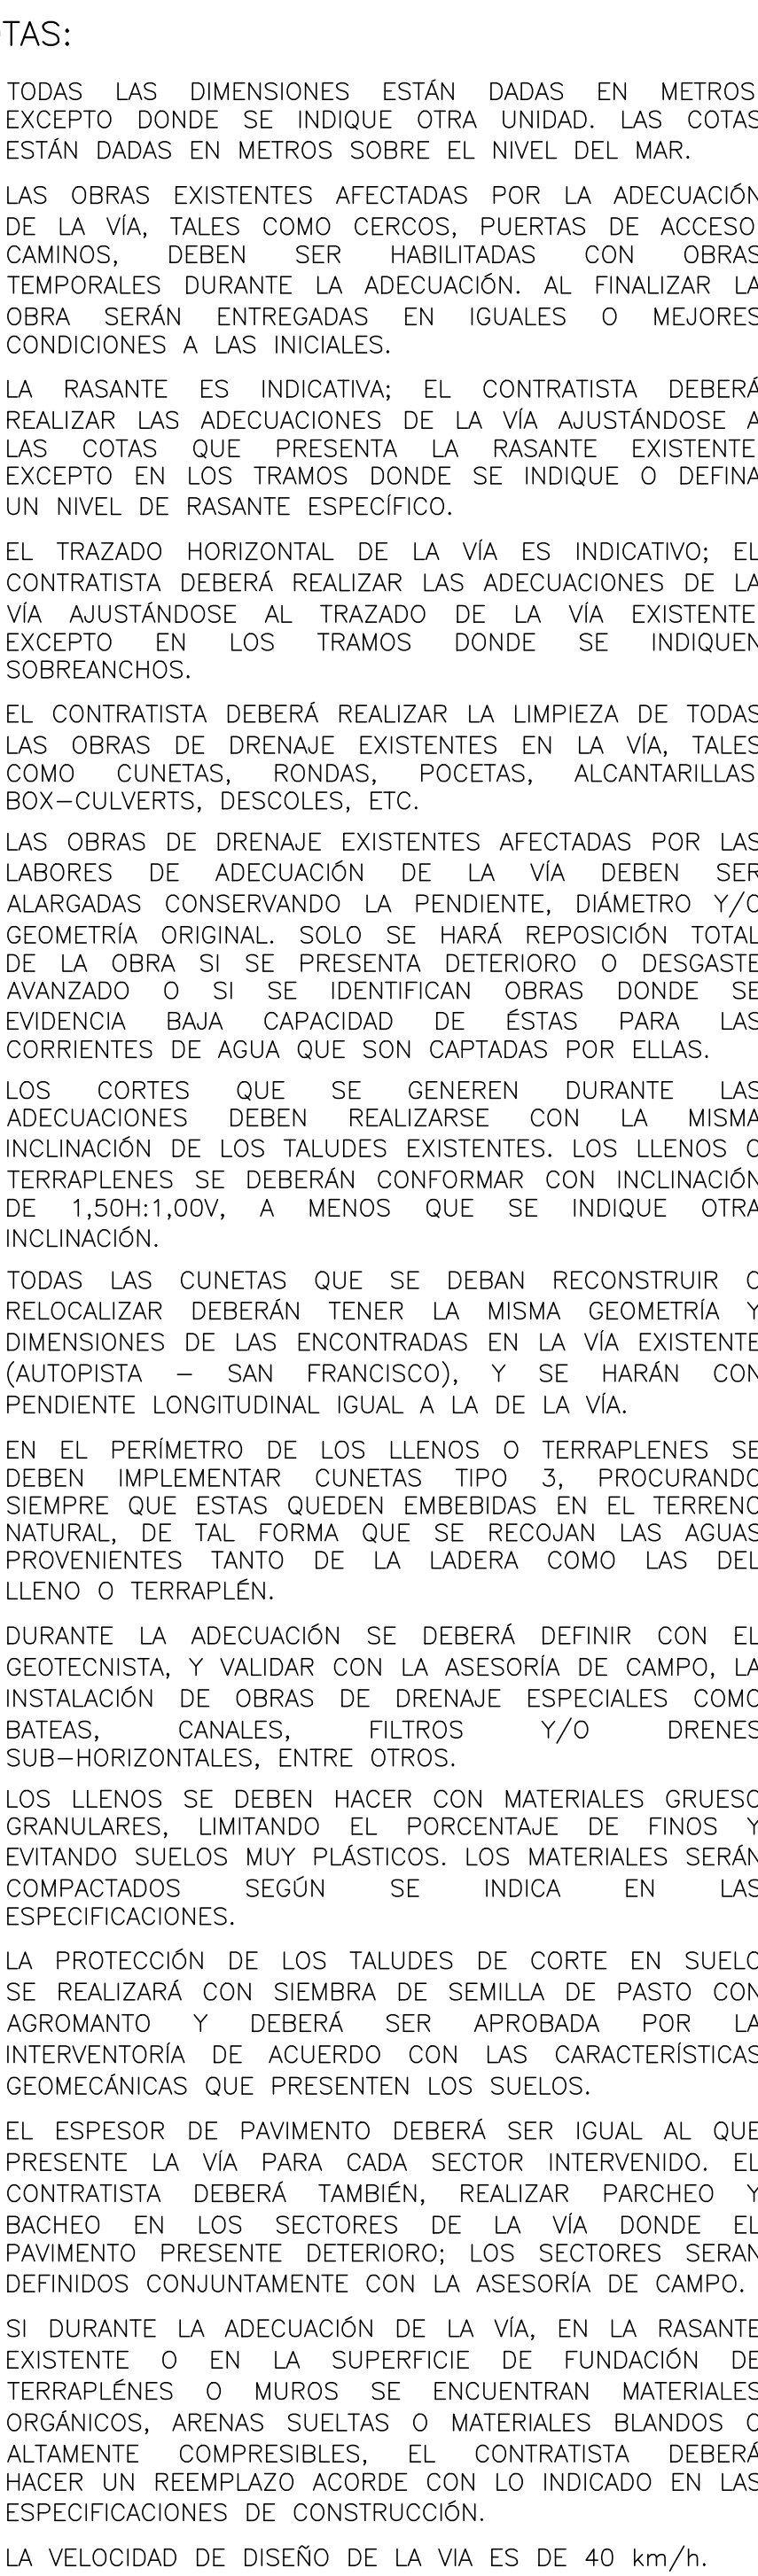 OTAS:
TODAS LAS DIMENSIONES ESTÁN DADAS EN METROS
EXCEPTO DONDE SE INDIQUE OTRA UNIDAD. LAS COTAS
ESTÁN DADAS EN METROS SOBRE EL NIVEL DEL MAR.
LAS OBRAS EXISTENTES AFECTADAS POR LA ADECUACIÓN
DE LA VÍA, TALES COMO CERCOS, PUERTAS DE ACCESO
CAMINOS, DEBEN SER HABILITADAS CON OBRAS
TEMPORALES DURANTE LA ADECUACIÓN. AL FINALIZAR LA
OBRA SERÁN ENTREGADAS EN IGUALES O MEJORES
CONDICIONES A LAS INICIALES.
LA RASANTE ES INDICATIVA; EL CONTRATISTA DEBERÁ
REALIZAR LAS ADECUACIONES DE LA VÍA AJUSTÁNDOSE A
LAS COTAS QUE PRESENTA LA RASANTE EXISTENTE
EXCEPTO EN LOS TRAMOS DONDE SE INDIQUE O DEFINA
UN NIVEL DE RASANTE ESPECÍFICO.
EL TRAZADO HORIZONTAL DE LA VÍA ES INDICATIVO; EL
CONTRATISTA DEBERÁ REALIZAR LAS ADECUACIONES DE LA
VÍA AJUSTÁNDOSE AL TRAZADO DE LA VÍA EXISTENTE
EXCEPTO EN LOS TRAMOS DONDE SE INDIQUEN
SOBREANCHOS.
EL CONTRATISTA DEBERÁ REALIZAR LA LIMPIEZA DE TODAS
LAS OBRAS DE DRENAJE EXISTENTES EN LA VÍA, TALES
COMO CUNETAS, RONDAS, POCETAS, ALCANTARILLAS
BOX-CULVERTS, DESCOLES, ETC.
LAS OBRAS DE DRENAJE EXISTENTES AFECTADAS POR LAS
LABORES DE ADECUACIÓN DE LA VÍA DEBEN SER
ALARGADAS CONSERVANDO LA PENDIENTE, DIÁMETRO Y/O
GEOMETRÍA ORIGINAL. SOLO SE HARÁ REPOSICIÓN TOTAL
DE LA OBRA SI SE PRESENTA DETERIORO O DESGASTE
AVANZADO O SI SE IDENTIFICAN OBRAS DONDE SE
EVIDENCIA BAJA CAPACIDAD DE ÉSTAS PARA LAS
CORRIENTES DE AGUA QUE SON CAPTADAS POR ELLAS.
LOS CORTES QUE SE GENEREN DURANTE LAS
ADECUACIONES DEBEN REALIZARSE CON LA MISMA
INCLINACIÓN DE LOS TALUDES EXISTENTES. LOS LLENOS O
TERRAPLENES SE DEBERÁN CONFORMAR CON INCLINACIÓN
DE 1,50H:1,00V, A MENOS QUE SE INDIQUE OTRA
INCLINACIÓN.
TODAS LAS CUNETAS QUE SE DEBAN RECONSTRUIR O
RELOCALIZAR DEBERÁN TENER LA MISMA GEOMETRÍA Y
DIMENSIONES DE LAS ENCONTRADAS EN LA VÍA EXISTENTE
(AUTOPISTA - SAN FRANCISCO), Y SE HARÁN CON
PENDIENTE LONGITUDINAL IGUAL A LA DE LA VÍA.
EN EL PERÍMETRO DE LOS LLENOS O TERRAPLENES SE
DEBEN IMPLEMENTAR CUNETAS TIPO 3, PROCURANDO
SIEMPRE QUE ESTAS QUEDEN EMBEBIDAS EN EL TERRENO
NATURAL, DE TAL FORMA QUE SE RECOJAN LAS AGUAS
PROVENIENTES TANTO DE LA LADERA COMO LAS DEL
LLENO O TERRAPLÉN.
DURANTE LA ADECUACIÓN SE DEBERÁ DEFINIR CON EL
GEOTECNISTA, Y VALIDAR CON LA ASESORÍA DE CAMPO, LA
INSTALACIÓN DE OBRAS DE DRENAJE ESPECIALES COMO
BATEAS, CANALES, FILTROS Y/O DRENES
SUB-HORIZONTALES, ENTRE OTROS.
LOS LLENOS SE DEBEN HACER CON MATERIALES GRUESO
GRANULARES, LIMITANDO EL PORCENTAJE DE FINOS Y
EVITANDO SUELOS MUY PLÁSTICOS. LOS MATERIALES SERÁN
COMPACTADOS SEGÚN SE INDICA EN LAS
ESPECIFICACIONES.
LA PROTECCIÓN DE LOS TALUDES DE CORTE EN SUELO
SE REALIZARÁ CON SIEMBRA DE SEMILLA DE PASTO CON
AGROMANTO Y DEBERÁ SER APROBADA POR LA
INTERVENTORÍA DE ACUERDO CON LAS CARACTERÍSTICAS
GEOMECÁNICAS QUE PRESENTEN LOS SUELOS.
EL ESPESOR DE PAVIMENTO DEBERÁ SER IGUAL AL QUE
PRESENTE LA VÍA PARA CADA SECTOR INTERVENIDO. EL
CONTRATISTA DEBERÁ TAMBIÉN, REALIZAR PARCHEO Y
BACHEO EN LOS SECTORES DE LA VÍA DONDE EL
PAVIMENTO PRESENTE DETERIORO; LOS SECTORES SERAN
DEFINIDOS CONJUNTAMENTE CON LA ASESORÍA DE CAMPO.
SI DURANTE LA ADECUACIÓN DE LA VÍA, EN LA RASANTE
EXISTENTE O EN LA SUPERFICIE DE FUNDACIÓN DE
TERRAPLÉNES O MUROS SE ENCUENTRAN MATERIALES
ORGÁNICOS, ARENAS SUELTAS O MATERIALES BLANDOS O
ALTAMENTE COMPRESIBLES, EL CONTRATISTA DEBERÁ
HACER UN REEMPLAZO ACORDE CON LO INDICADO EN LAS
ESPECIFICACIONES DE CONSTRUCCIÓN.
LA VELOCIDAD DE DISEÑO DE LA VIA ES DE 40 km/h.